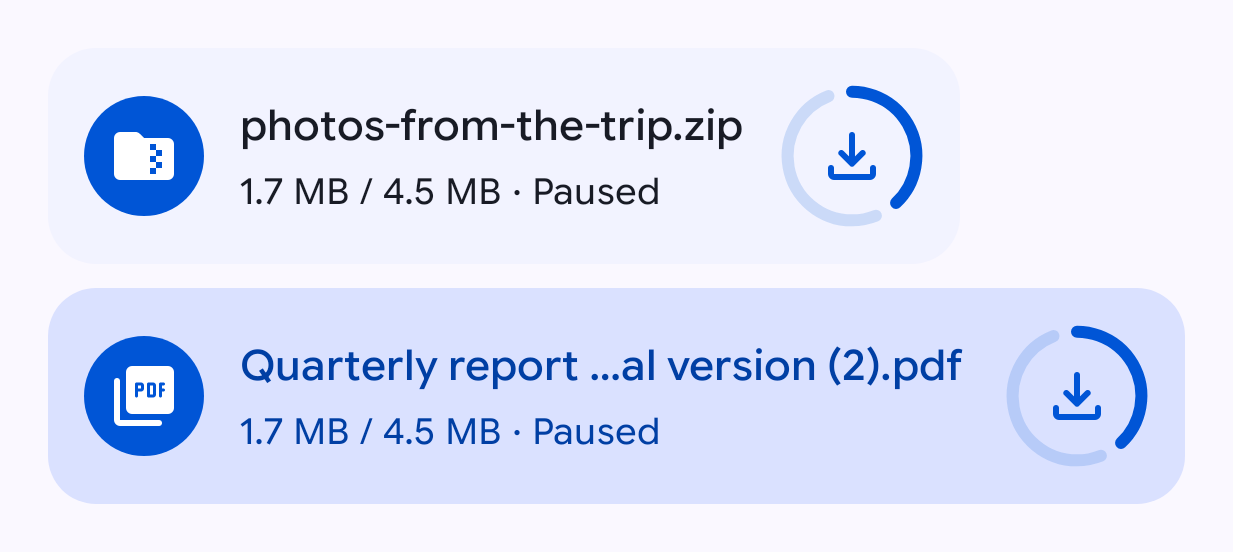 photos-from-the-trip.zip
1.7 MB / 4.5 MB · Paused
PDF
Quarterly report ...al version (2).pdf
1.7 MB / 4.5 MB · Paused